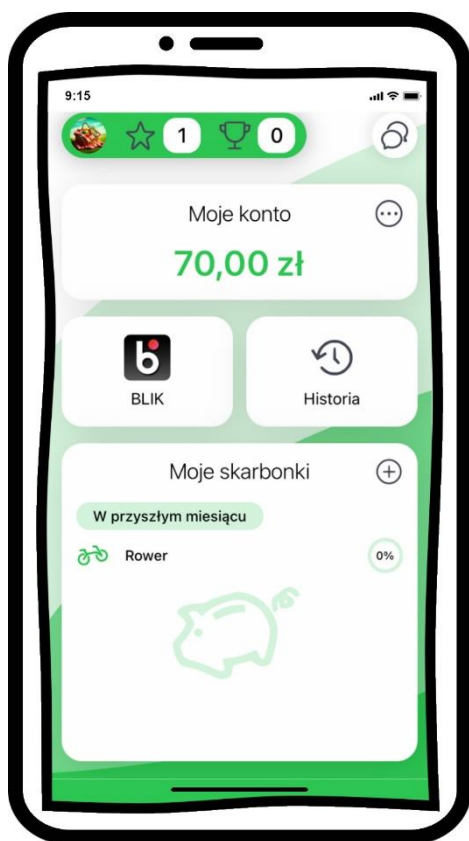 9:15
1 0
Moje konto
70,00 zł
BLIK
Historia
Moje skarbonki
W przyszłym miesiącu
Rower 0%